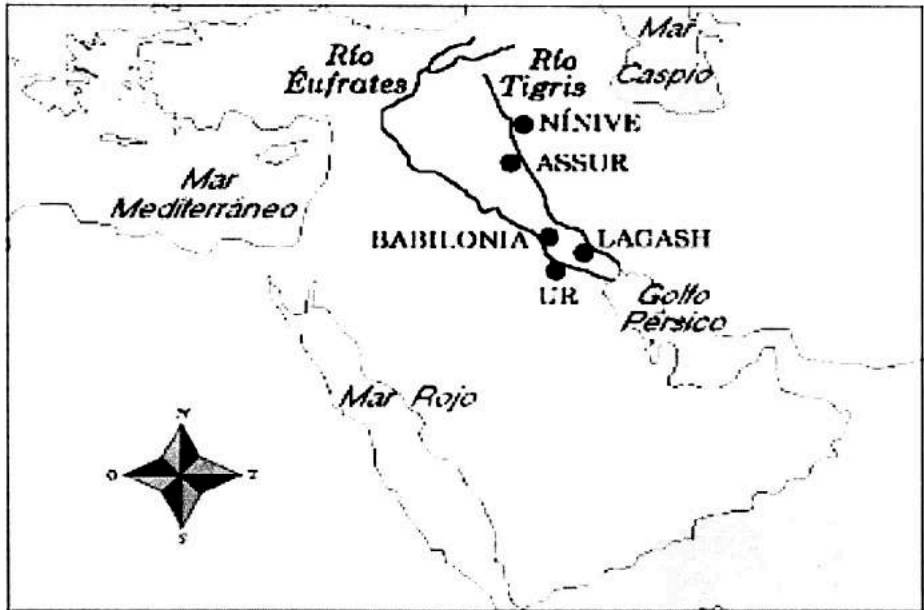 Mar
Caspio
Río
Éufrates
Río
Tigris
NÍNIVE
ASSUR
Mar
Mediterráneo
BABILONIA
LAGASH
UR
Golfo
Pérsico
Mar Rojo
N
O
S